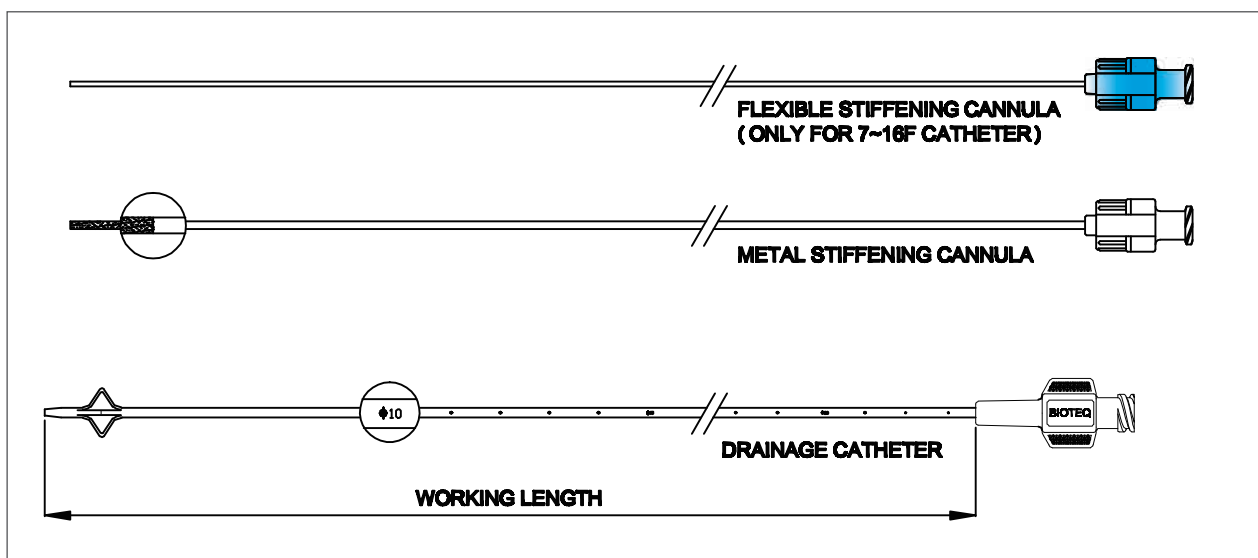 FLEXIBLE STIFFENING CANNULA
( ONLY FOR 7~16F CATHETER )
METAL STIFFENING CANNULA
ϕ10
BIOTEQ
DRAINAGE CATHETER
WORKING LENGTH